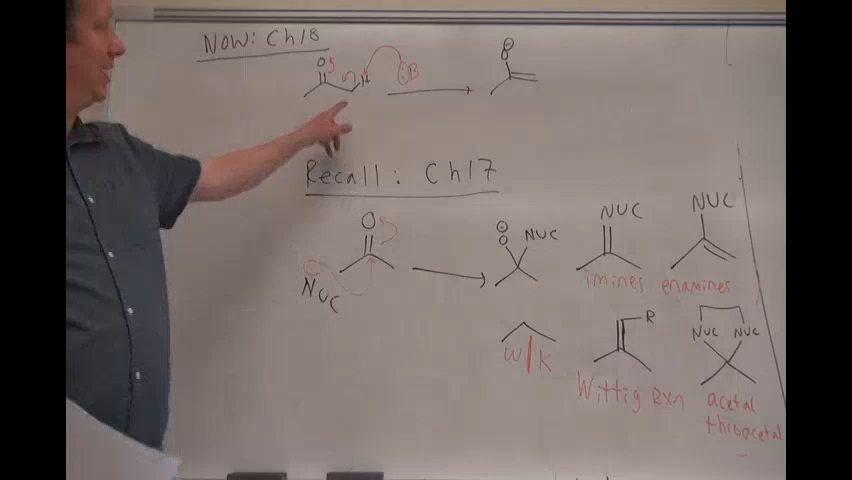 NOW: Ch18
O H :B
⊖
O
Recall: Ch17
O
NUC
⊖
O NUC
NUC
NUC
imines enamines
R
NUC NUC
W/K
Wittig Rxn
acetal
thioacetal